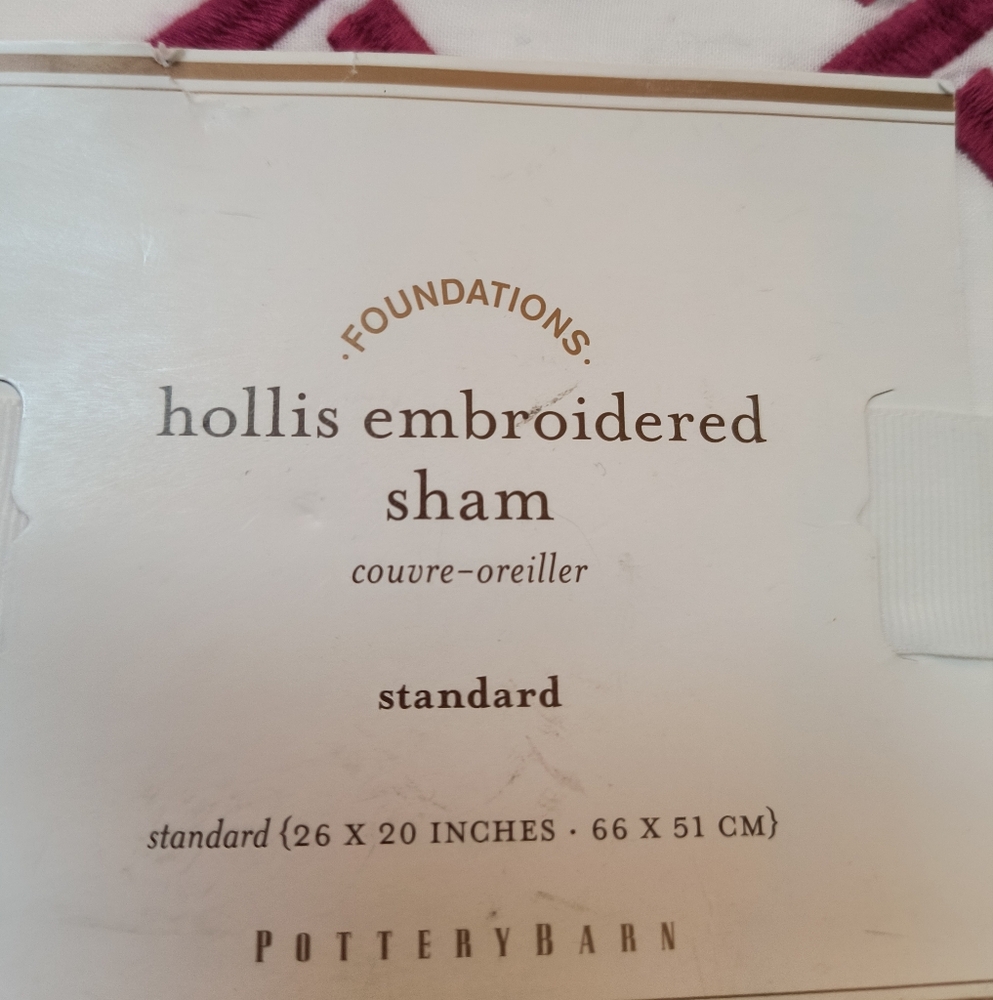 ·FOUNDATIONS·
hollis embroidered
sham
couvre-oreiller
standard
standard {26 X 20 INCHES · 66 X 51 CM}
POTTERYBARN